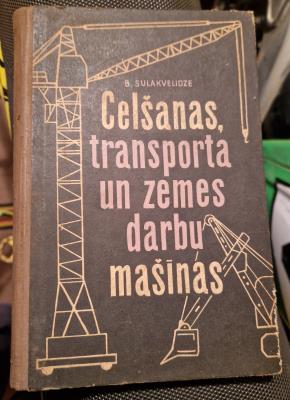 B. SULAKVELIDZE
Celšanas,
transporta
un zemes
darbu
mašīnas